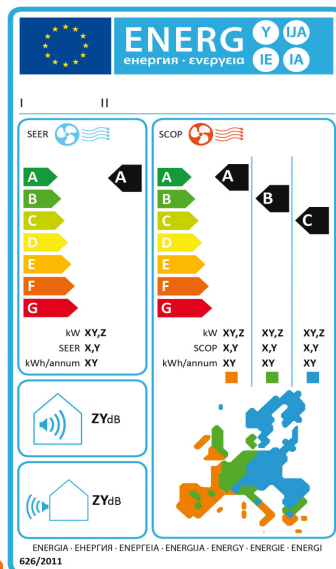 ENERG Y IJA
енергия · ενεργεια IE IA
I II
SEER SCOP
A A A A
B B B
C C C
D D
E E
F F
G G
kW XY,Z kW XY,Z XY,Z XY,Z
SEER X,Y SCOP X,Y X,Y X,Y
kWh/annum XY kWh/annum XY XY XY
ZYdB
ZYdB
ENERGIA · ЕНЕРГИЯ · ΕΝΕΡΓΕΙΑ · ENERGIJA · ENERGY · ENERGIE · ENERGI
626/2011